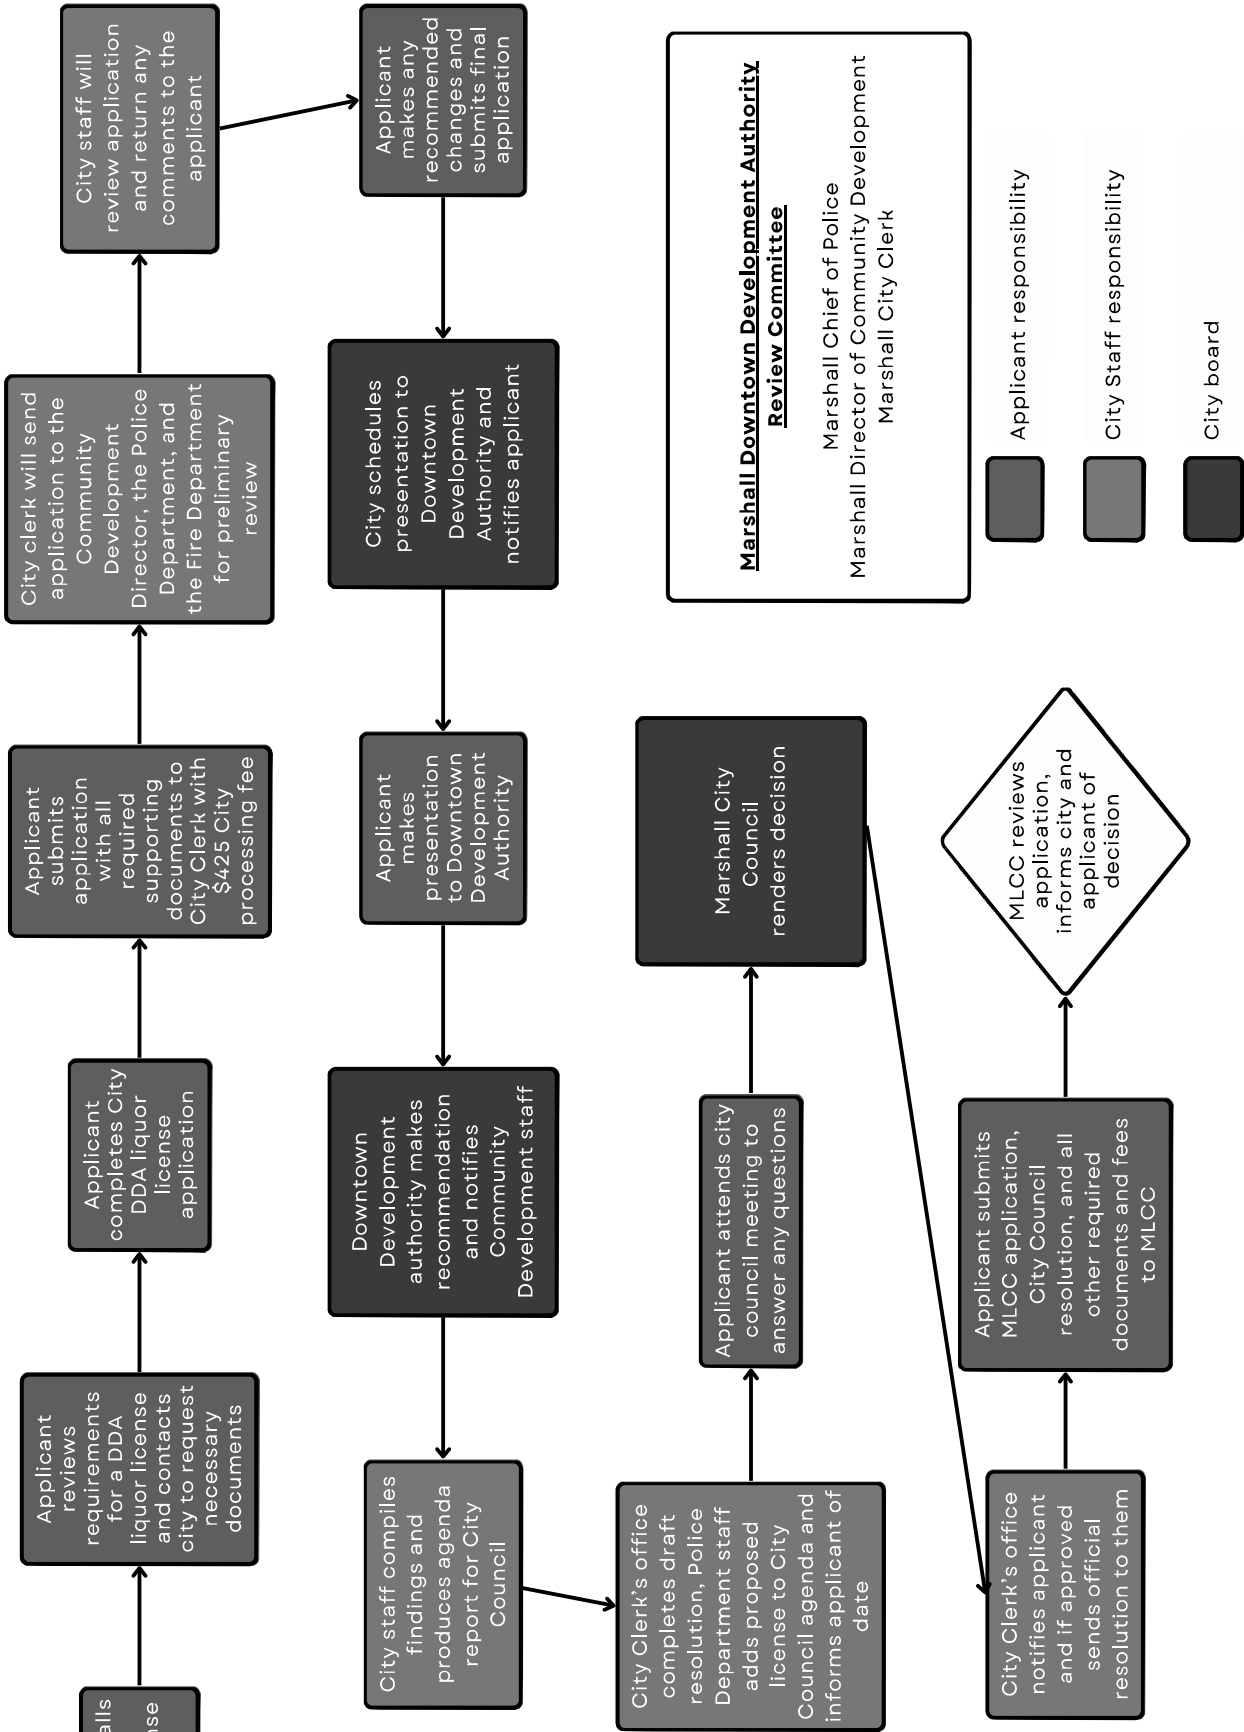 alls
nse
Applicant
reviews
requirements
for a DDA
liquor license
and contacts
city to request
necessary
documents
Applicant
completes City
DDA liquor
license
application
Applicant
submits
application
with all
required
supporting
documents to
City Clerk with
$425 City
processing fee
City clerk will send
application to the
Community
Development
Director, the Police
Department, and
the Fire Department
for preliminary
review
City staff will
review application
and return any
comments to the
applicant
Applicant
makes any
recommended
changes and
submits final
application
City schedules
presentation to
Downtown
Development
Authority and
notifies applicant
Applicant
makes
presentation
to Downtown
Development
Authority
Downtown
Development
authority makes
recommendation
and notifies
Community
Development staff
City staff compiles
findings and
produces agenda
report for City
Council
City Clerk's office
completes draft
resolution, Police
Department staff
adds proposed
license to City
Council agenda and
informs applicant of
date
Applicant attends city
council meeting to
answer any questions
Marshall City
Council
renders decision
City Clerk's office
notifies applicant
and if approved
sends official
resolution to them
Applicant submits
MLCC application,
City Council
resolution, and all
other required
documents and fees
to MLCC
MLCC reviews
application,
informs city and
applicant of
decision
Marshall Downtown Development Authority
Review Committee
Marshall Chief of Police
Marshall Director of Community Development
Marshall City Clerk
Applicant responsibility
City Staff responsibility
City board